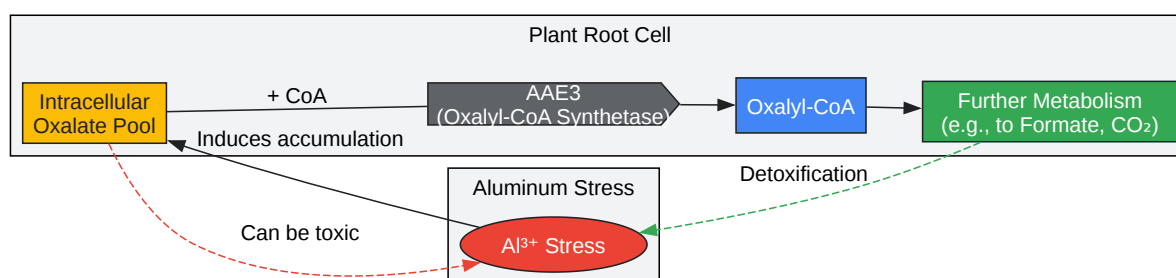 Plant Root Cell
Intracellular
Oxalate Pool
+ CoA
AAE3
(Oxalyl-CoA Synthetase)
Oxalyl-CoA
Further Metabolism
(e.g., to Formate, CO₂)
Induces accumulation
Aluminum Stress
Detoxification
Can be toxic
Al³⁺ Stress